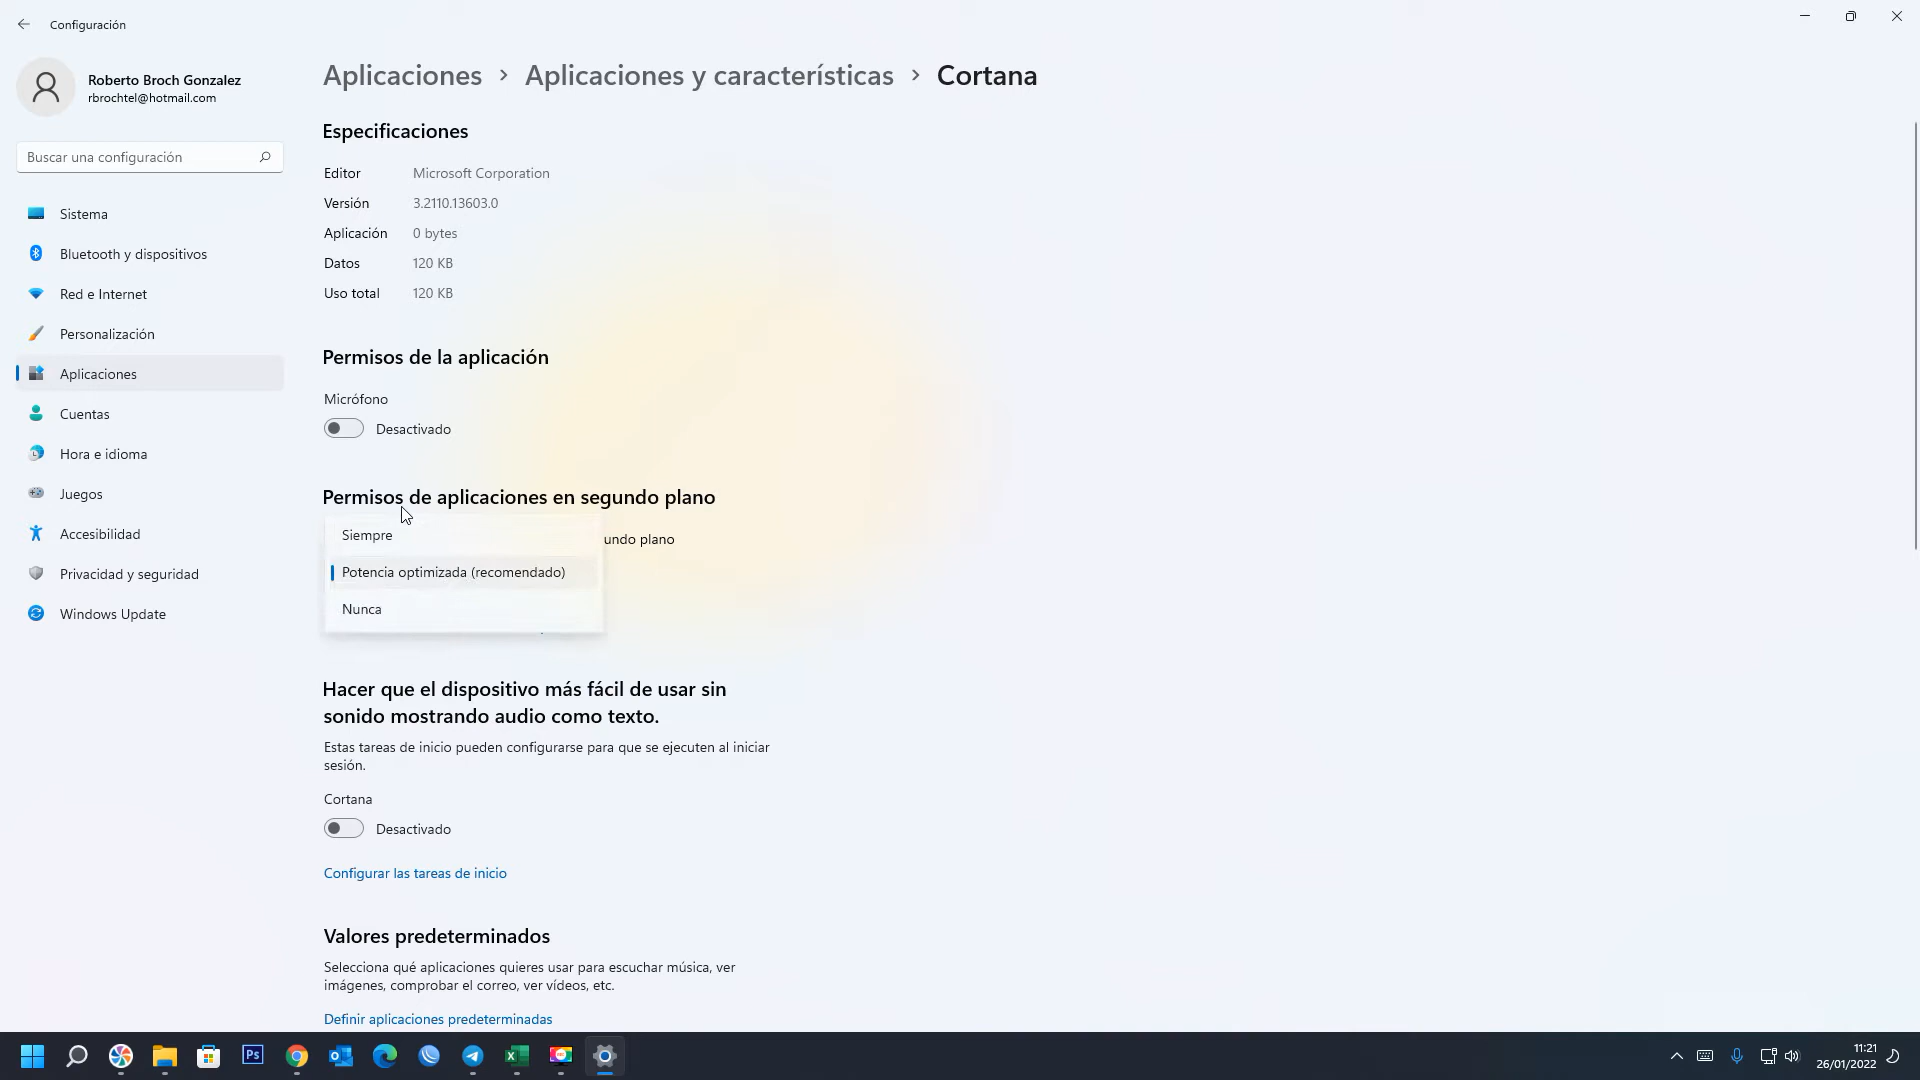 Configuración
Roberto Broch Gonzalez
rbrochtel@hotmail.com
Buscar una configuración
Sistema
Bluetooth y dispositivos
Red e Internet
Personalización
Aplicaciones
Cuentas
Hora e idioma
Juegos
Accesibilidad
Privacidad y seguridad
Windows Update
Aplicaciones > Aplicaciones y características > Cortana
Especificaciones
Editor Microsoft Corporation
Versión 3.2110.13603.0
Aplicación 0 bytes
Datos 120 KB
Uso total 120 KB
Permisos de la aplicación
Micrófono
Desactivado
Permisos de aplicaciones en segundo plano
undo plano
Siempre
Potencia optimizada (recomendado)
Nunca
Hacer que el dispositivo más fácil de usar sin
sonido mostrando audio como texto.
Estas tareas de inicio pueden configurarse para que se ejecuten al iniciar
sesión.
Cortana
Desactivado
Configurar las tareas de inicio
Valores predeterminados
Selecciona qué aplicaciones quieres usar para escuchar música, ver
imágenes, comprobar el correo, ver vídeos, etc.
Definir aplicaciones predeterminadas
Ps
11:21
26/01/2022